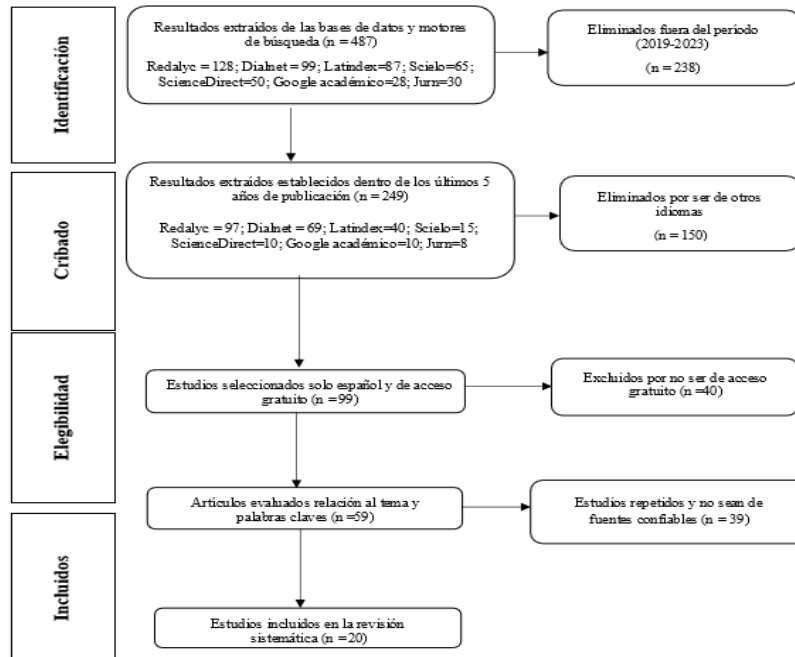 Identificación
Resultados extraídos de las bases de datos y motores
de búsqueda (n = 487)
Redalyc = 128; Dialnet = 99; Latindex=87; Scielo=65;
ScienceDirect=50; Google académico=28; Jurn=30
Eliminados fuera del período
(2019-2023)
(n = 238)
Cribado
Resultados extraídos establecidos dentro de los últimos 5
años de publicación (n = 249)
Redalyc = 97; Dialnet = 69; Latindex=40; Scielo=15;
ScienceDirect=10; Google académico=10; Jurn=8
Eliminados por ser de otros
idiomas
(n = 150)
Elegibilidad
Estudios seleccionados solo español y de acceso
gratuito (n = 99)
Excluidos por no ser de acceso
gratuito (n =40)
Artículos evaluados relación al tema y
palabras claves (n =59)
Estudios repetidos y no sean de
fuentes confiables (n = 39)
Incluidos
Estudios incluidos en la revisión
sistemática (n =20)